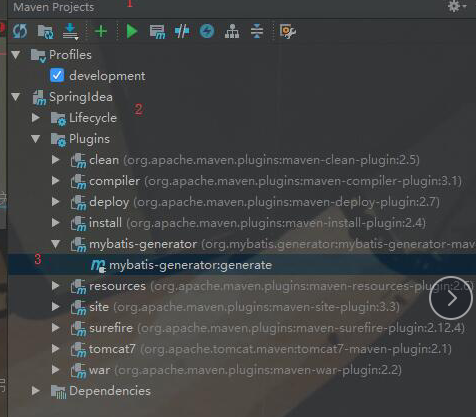 Maven Projects 1
Profiles
development
SpringIdea
2
Lifecycle
Plugins
clean (org.apache.maven.plugins:maven-clean-plugin:2.5)
compiler (org.apache.maven.plugins:maven-compiler-plugin:3.1)
deploy (org.apache.maven.plugins:maven-deploy-plugin:2.7)
install (org.apache.maven.plugins:maven-install-plugin:2.4)
mybatis-generator (org.mybatis.generator:mybatis-generator-mav
3
mybatis-generator:generate
resources (org.apache.maven.plugins:maven-resources-plugin:2.6)
site (org.apache.maven.plugins:maven-site-plugin:3.3)
surefire (org.apache.maven.plugins:maven-surefire-plugin:2.12.4)
tomcat7 (org.apache.tomcat.maven:tomcat7-maven-plugin:2.1)
war (org.apache.maven.plugins:maven-war-plugin:2.2)
Dependencies